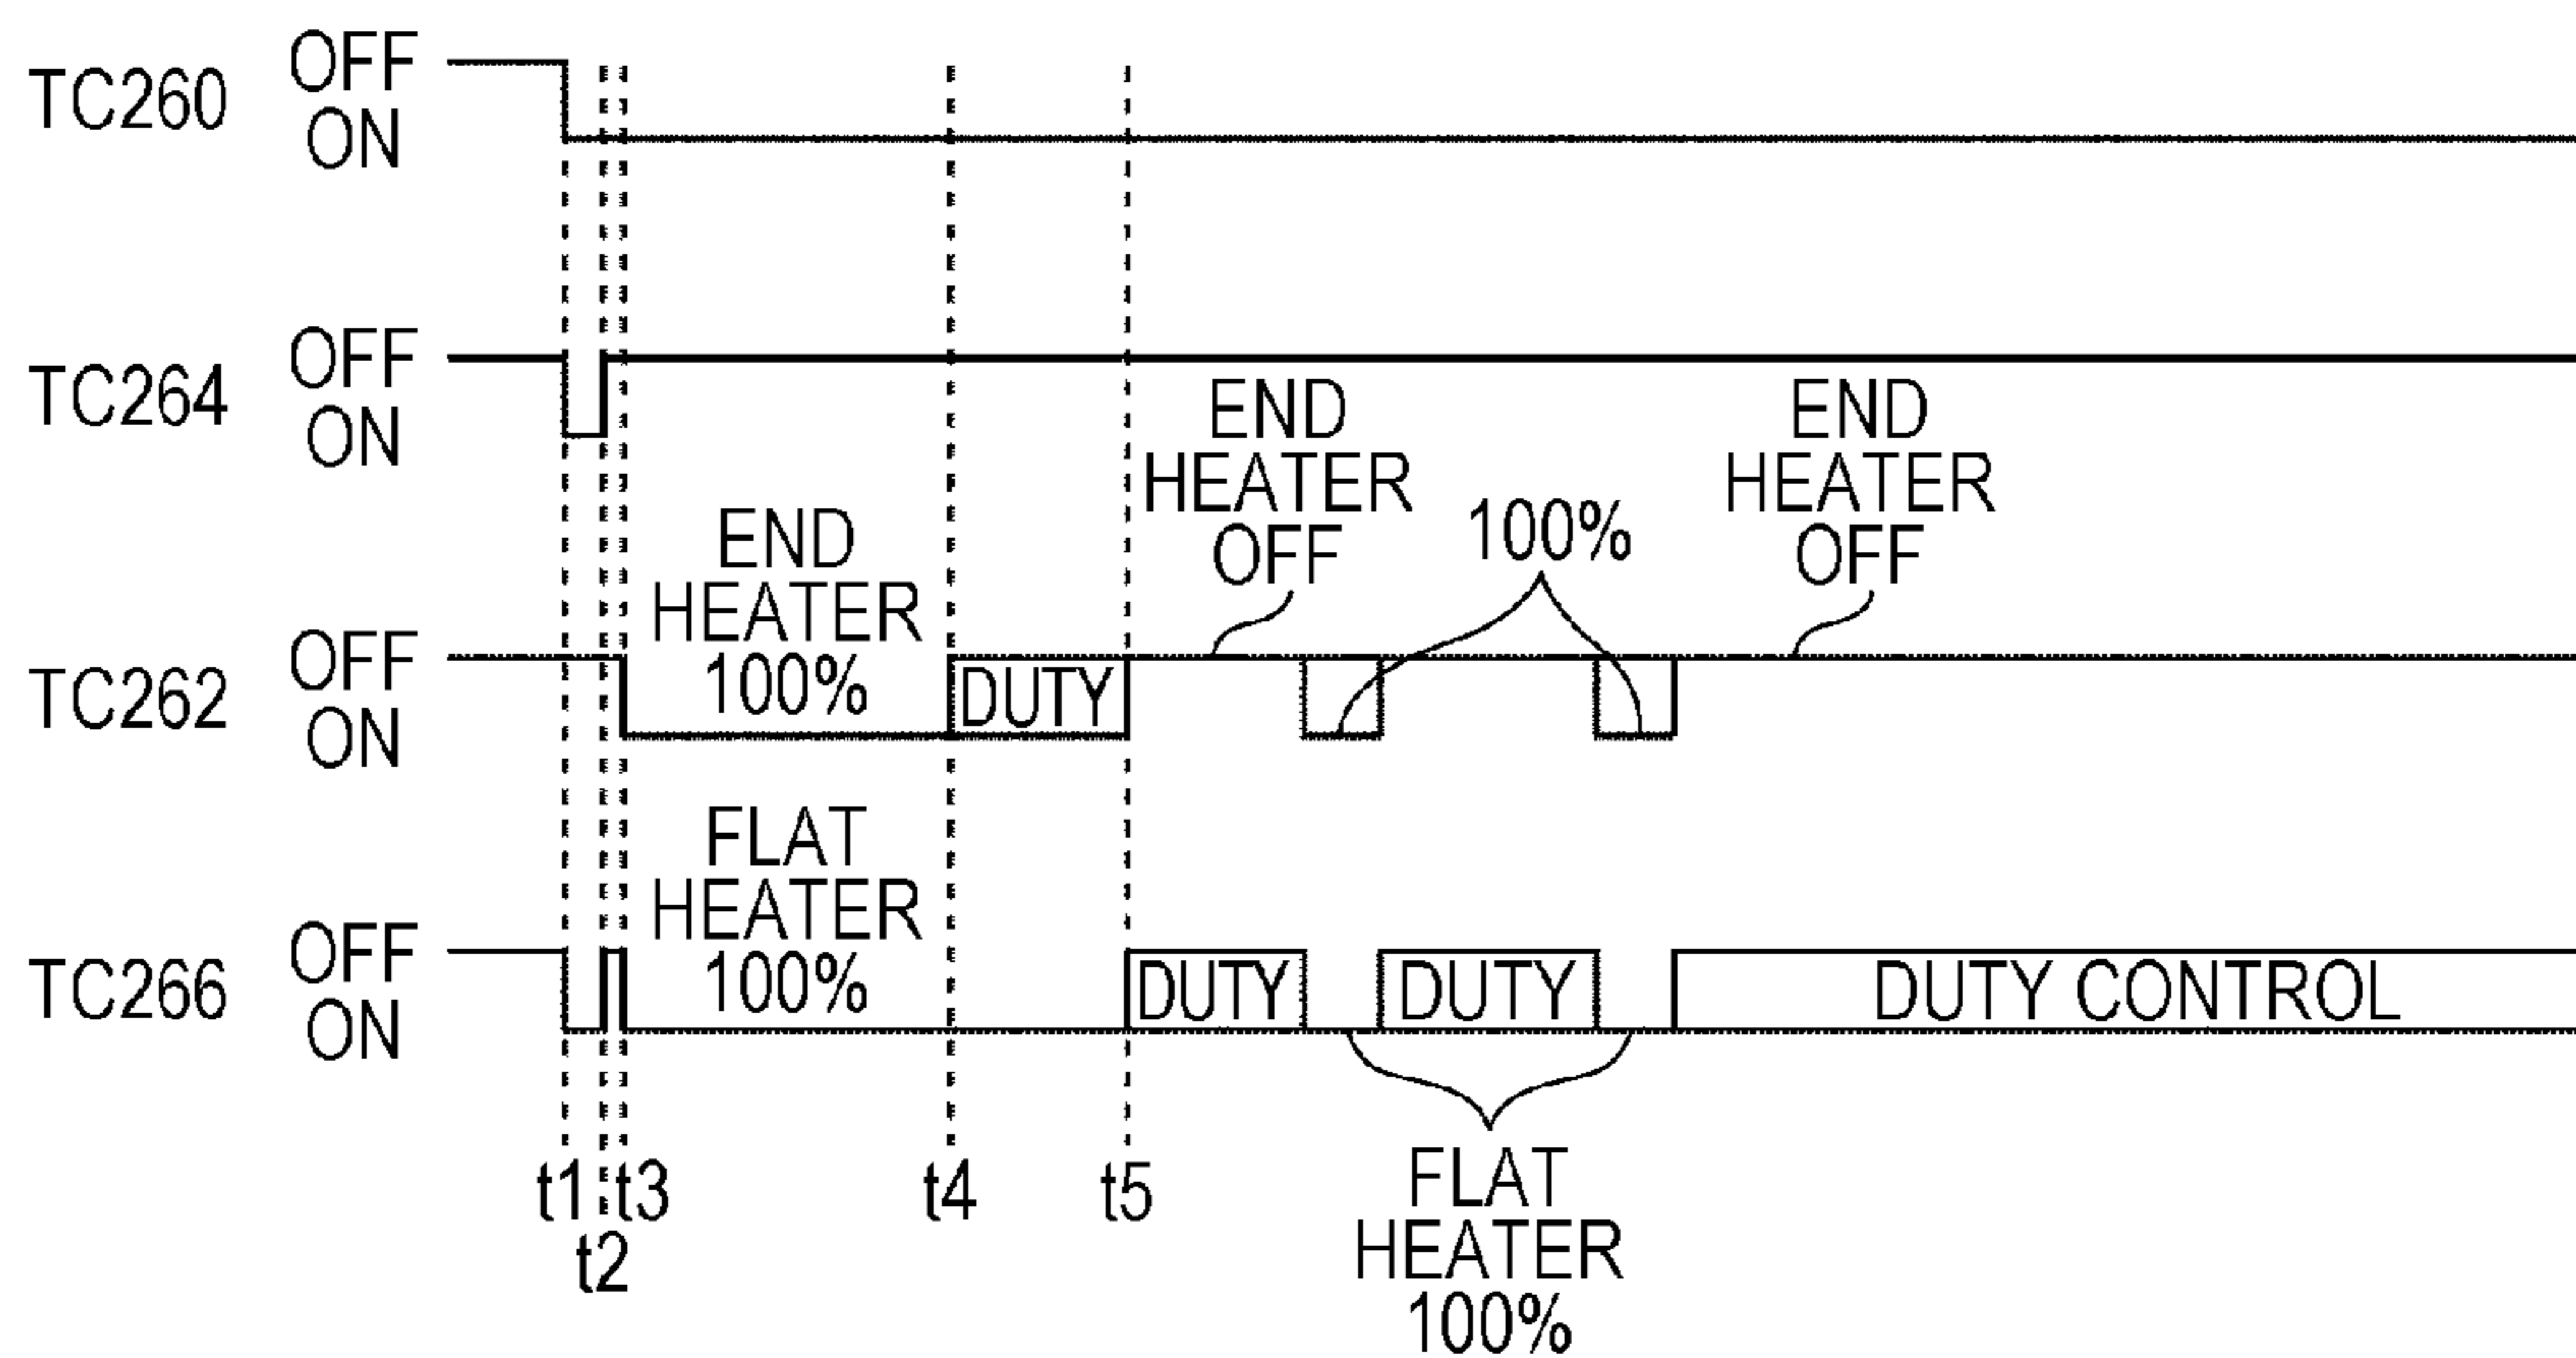 TC260
OFF
ON
TC264
OFF
ON
END
HEATER
OFF
100%
END
HEATER
OFF
END
HEATER
100%
TC262
OFF
ON
DUTY
FLAT
HEATER
100%
TC266
OFF
ON
DUTY
DUTY
DUTY CONTROL
t1
t2
t3
t4
t5
FLAT
HEATER
100%